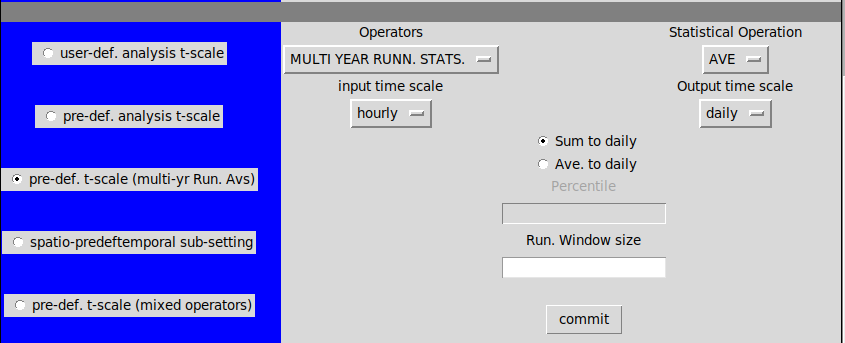 user-def. analysis t-scale
pre-def. analysis t-scale
pre-def. t-scale (multi-yr Run. Avs)
spatio-predeftemporal sub-setting
pre-def. t-scale (mixed operators)
Operators
MULTI YEAR RUNN. STATS.
input time scale
hourly
Statistical Operation
AVE
Output time scale
daily
Sum to daily
Ave. to daily
Percentile
Run. Window size
commit